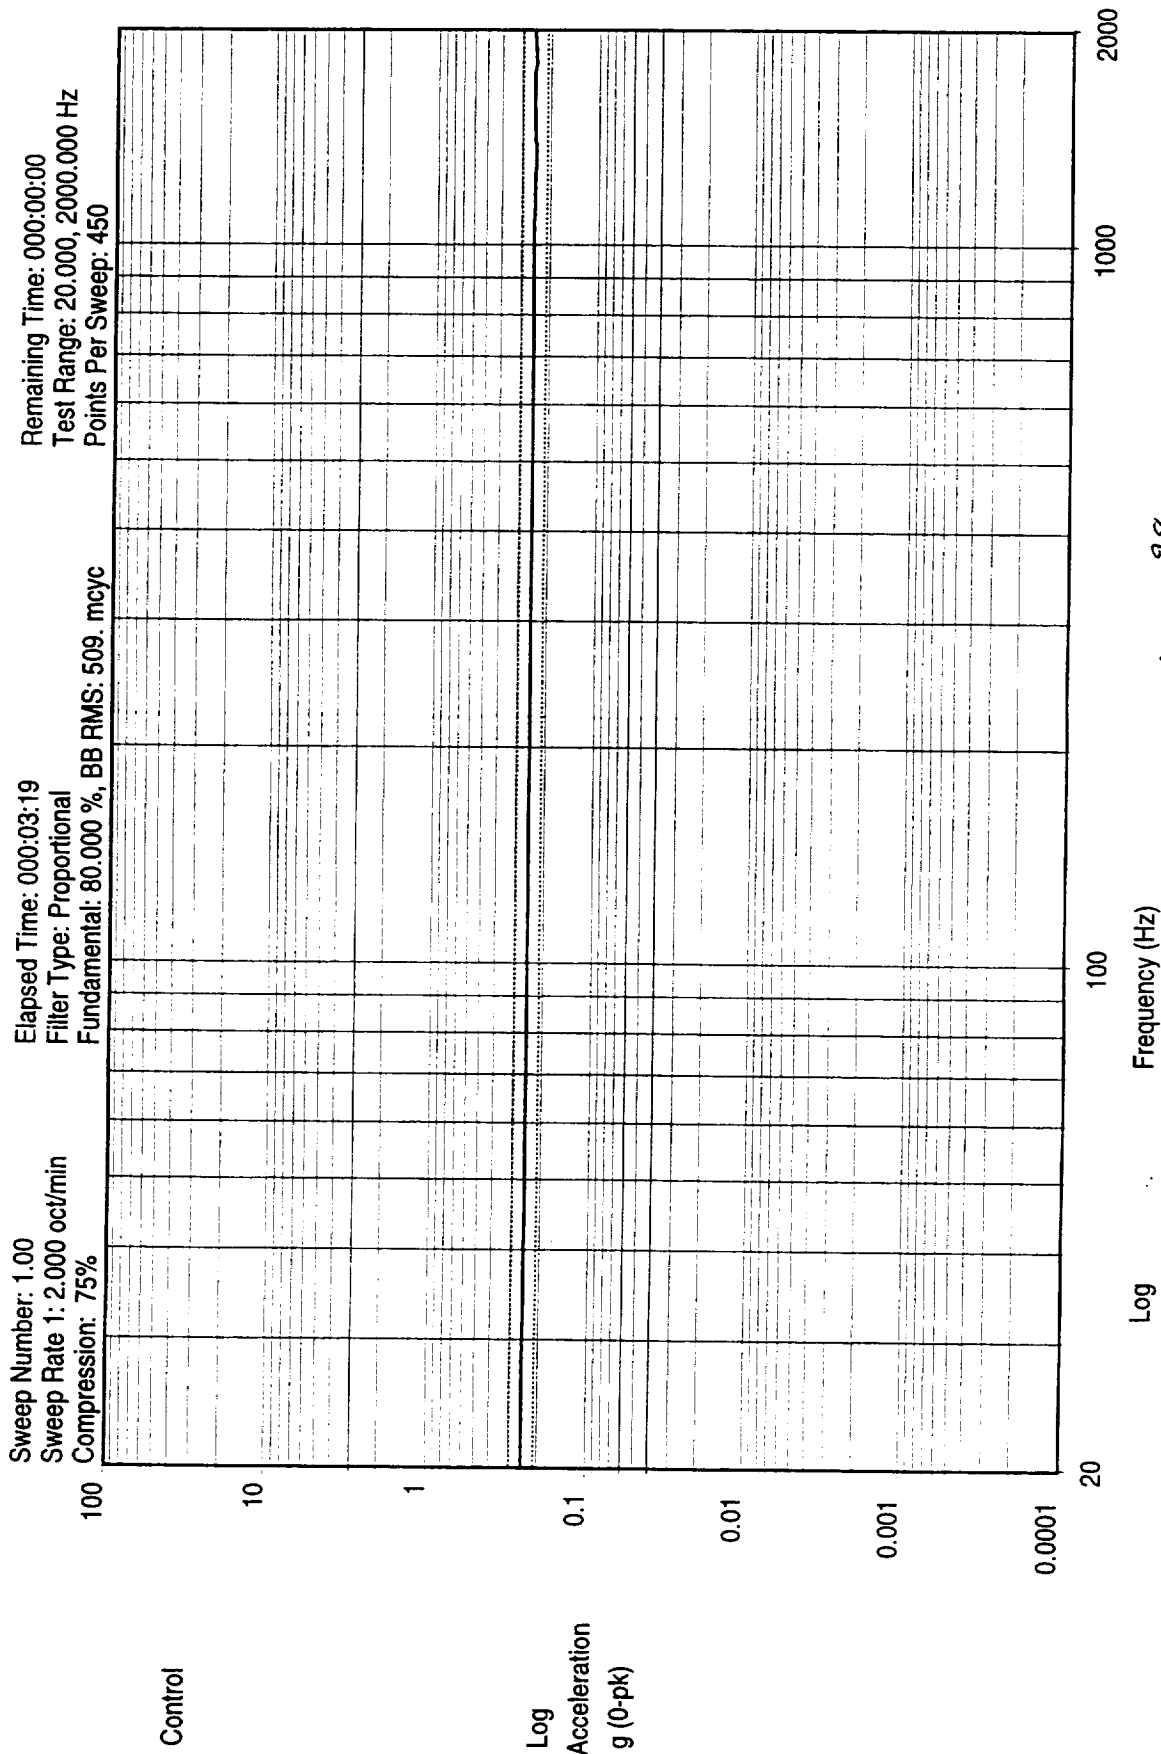 Sweep Number: 1.00
Sweep Rate 1: 2.000 oct/min
Compression: 75%
Elapsed Time: 000:03:19
Filter Type: Proportional
Fundamental: 80.000 %, BB RMS: 509. mcyc
Remaining Time: 000:00:00
Test Range: 20.000, 2000.000 Hz
Points Per Sweep: 450
Control
100
10
1
0.1
0.01
0.001
0.0001
Log
Acceleration
g (0-pk)
20
100
1000
2000
Log
Frequency (Hz)